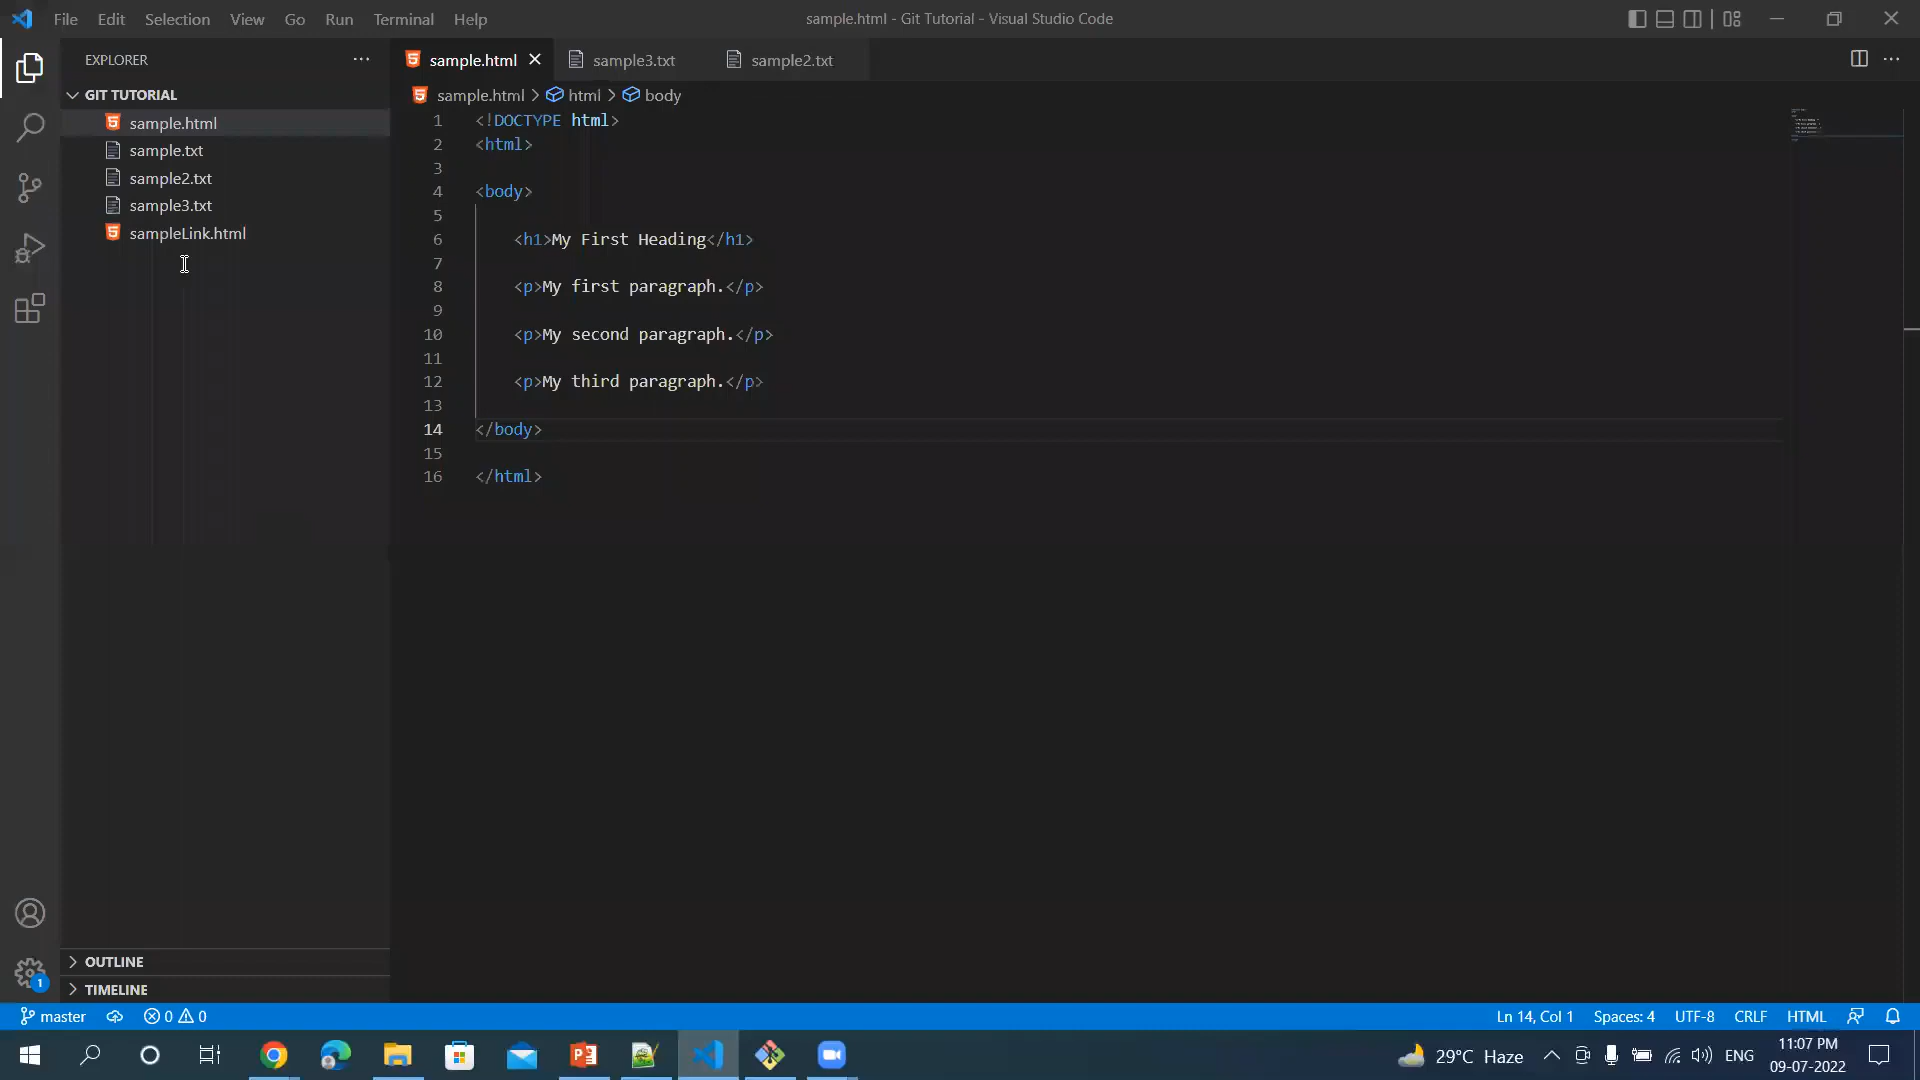 File Edit Selection View Go Run Terminal Help
sample.html - Git Tutorial - Visual Studio Code
EXPLORER
GIT TUTORIAL
sample.html
sample.txt
sample2.txt
sample3.txt
sampleLink.html
OUTLINE
TIMELINE
sample.html sample3.txt sample2.txt
sample.html > html > body
1 <!DOCTYPE html>
2 <html>
3
4 <body>
5
6 <h1>My First Heading</h1>
7
8 <p>My first paragraph.</p>
9
10 <p>My second paragraph.</p>
11
12 <p>My third paragraph.</p>
13
14 </body>
15
16 </html>
1
master 0 0 Ln 14, Col 1 Spaces: 4 UTF-8 CRLF HTML
29°C Haze ENG
11:07 PM
09-07-2022